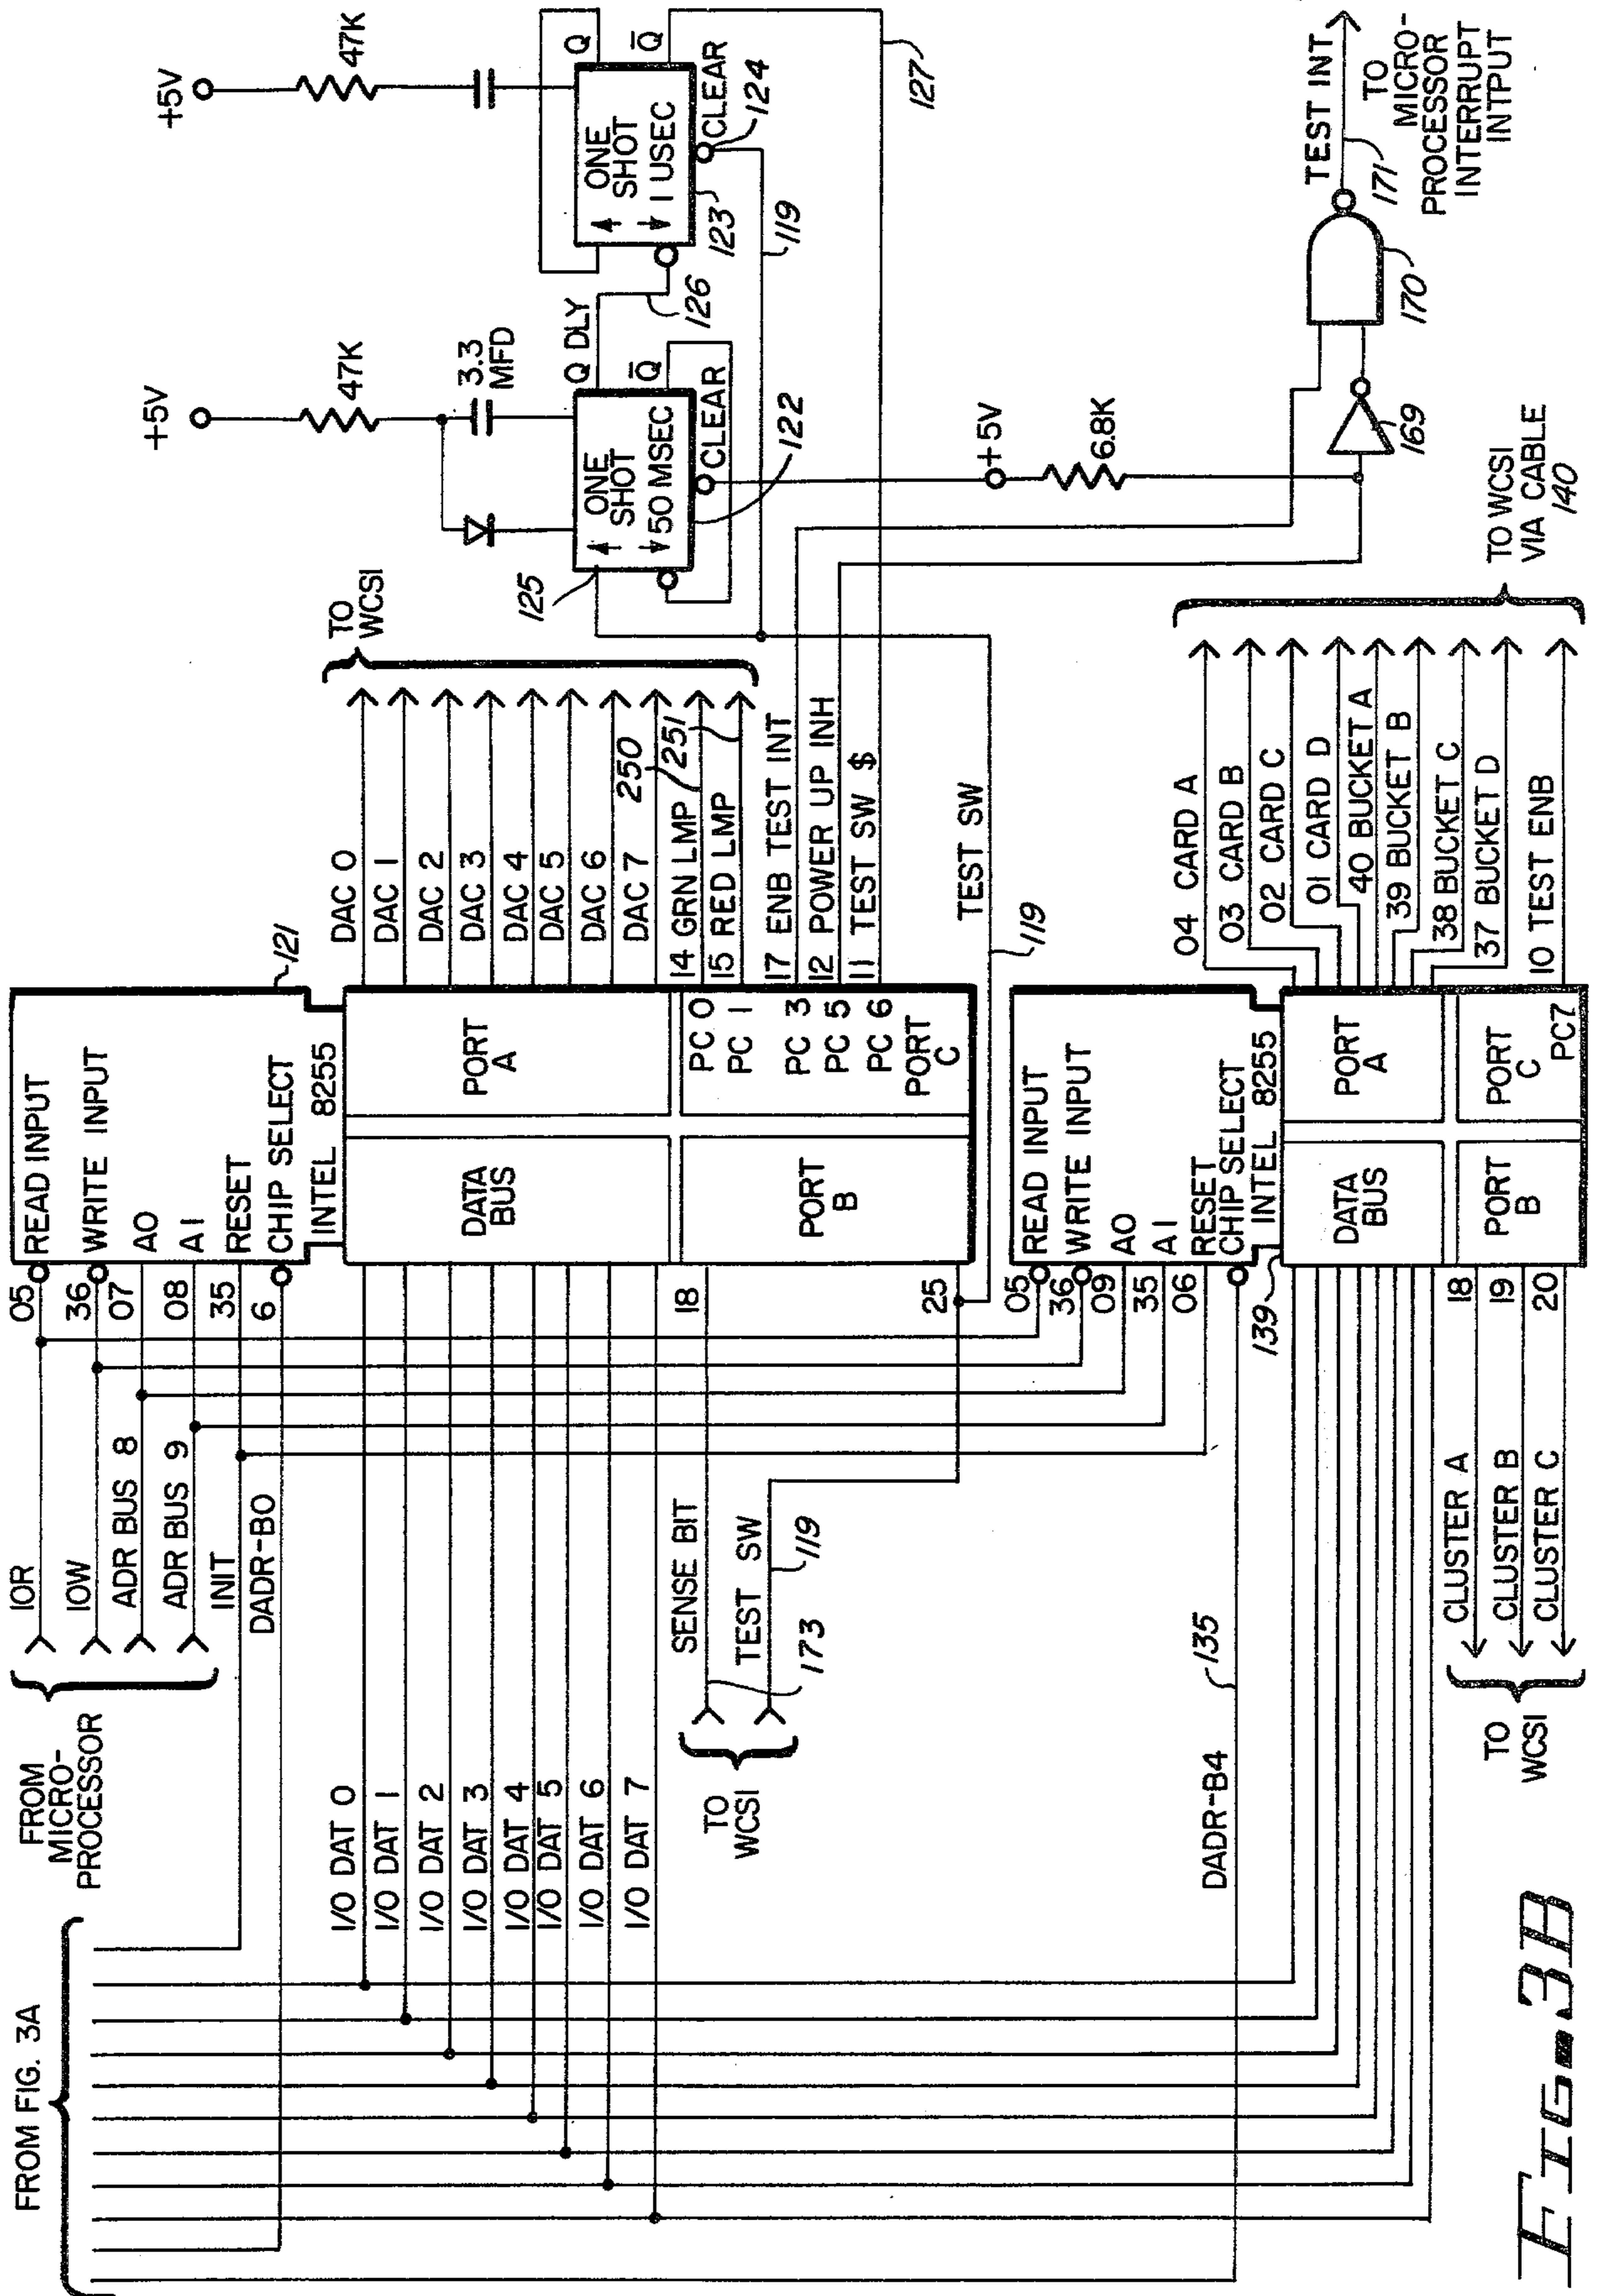 FROM FIG. 3A
FROM
MICRO-
PROCESSOR
IOR
IOW
ADR BUS 8
ADR BUS 9
INIT
DADR-BO
05
36
07
08
35
6
READ INPUT
WRITE INPUT
A0
A1
RESET
CHIP SELECT
INTEL 8255
121
I/O DAT 0
I/O DAT 1
I/O DAT 2
I/O DAT 3
I/O DAT 4
I/O DAT 5
I/O DAT 6
I/O DAT 7
DATA
BUS
PORT
A
PORT
B
PC 0
PC 1
PC 3
PC 5
PC 6
PORT
C
DAC 0
DAC 1
DAC 2
DAC 3
DAC 4
DAC 5
DAC 6
DAC 7
250
14 GRN LMP
251
15 RED LMP
17 ENB TEST INT
12 POWER UP INH
11 TEST SW $
TO
WCSI
TO
WCSI
SENSE BIT
TEST SW
119
173
18
25
TEST SW
119
+5V
47K
3.3
MFD
125
ONE
SHOT
50 MSEC
Q DLY
Q̅
CLEAR
122
126
+5V
47K
ONE
SHOT
1 USEC
Q
Q̅
CLEAR
123
124
119
127
+5V
6.8K
169
170
171
TEST INT
TO
MICRO-
PROCESSOR
INTERRUPT
INTPUT
05
36
09
35
06
READ INPUT
WRITE INPUT
A0
A1
RESET
CHIP SELECT
INTEL 8255
139
DADR-B4
135
DATA
BUS
PORT
A
PORT
B
PORT
C
PC7
04 CARD A
03 CARD B
02 CARD C
01 CARD D
40 BUCKET A
39 BUCKET B
38 BUCKET C
37 BUCKET D
10 TEST ENB
TO WCSI
VIA CABLE
140
18
19
20
CLUSTER A
CLUSTER B
CLUSTER C
TO
WCSI
FIG-3B